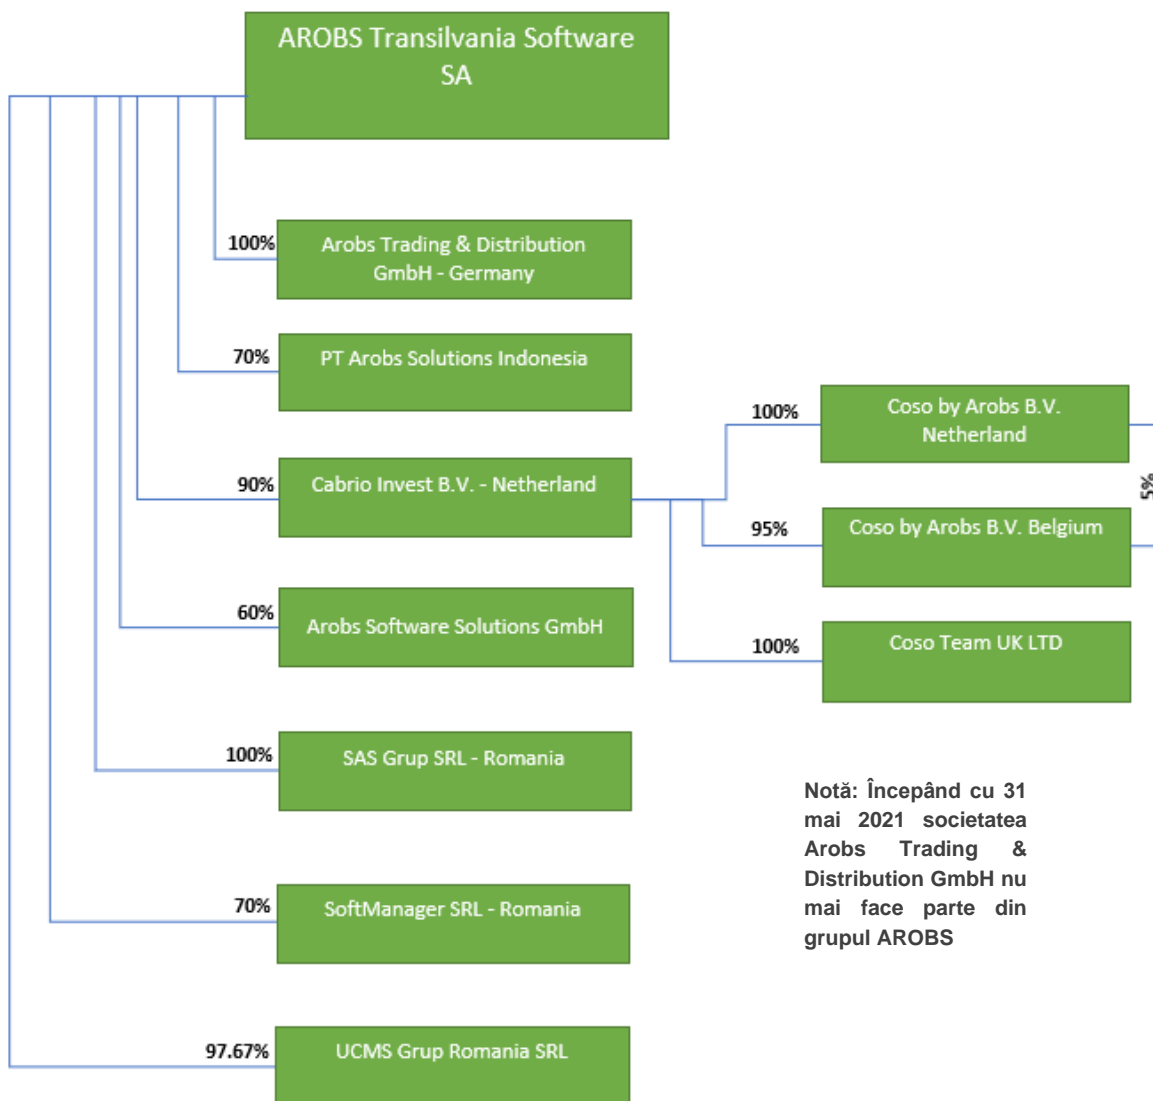 AROBS Transilvania Software
SA
100%
Arobs Trading & Distribution
GmbH - Germany
70%
PT Arobs Solutions Indonesia
90%
Cabrio Invest B.V. - Netherland
100%
Coso by Arobs B.V.
Netherland
5%
95%
Coso by Arobs B.V. Belgium
100%
Coso Team UK LTD
60%
Arobs Software Solutions GmbH
100%
SAS Grup SRL - Romania
70%
SoftManager SRL - Romania
97.67%
UCMS Grup Romania SRL
Notă: Începând cu 31
mai 2021 societatea
Arobs Trading &
Distribution GmbH nu
mai face parte din
grupul AROBS